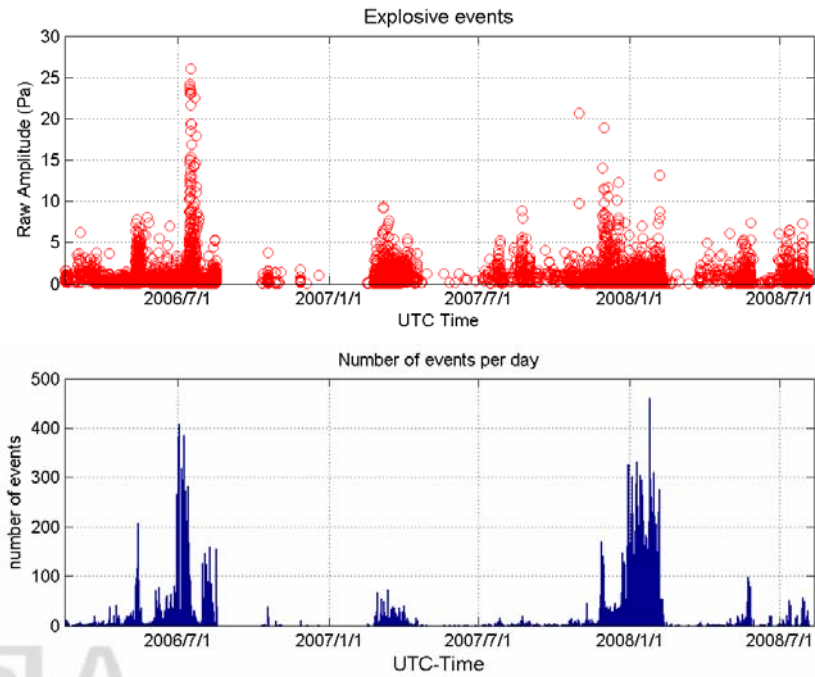 Explosive events
30
25
20
15
10
5
0
Raw Amplitude (Pa)
2006/7/1 2007/1/1 2007/7/1 2008/1/1 2008/7/1
UTC Time
Number of events per day
500
400
300
200
100
0
number of events
2006/7/1 2007/1/1 2007/7/1 2008/1/1 2008/7/1
UTC-Time